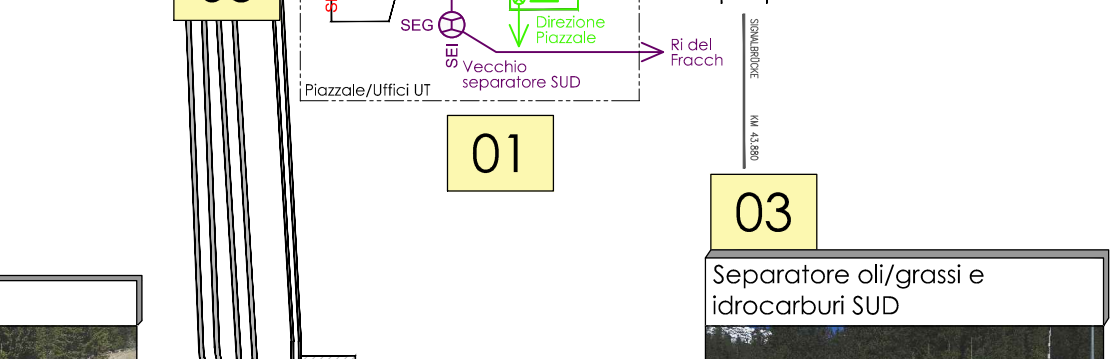 SEG
SEI
Direzione
Piazzale
Ri del
Fracch
Vecchio
separatore SUD
Piazzale/Uffici UT
SIGNALBRÜCKE KM 43.880
01
03
Separatore oli/grassi e
idrocarburi SUD